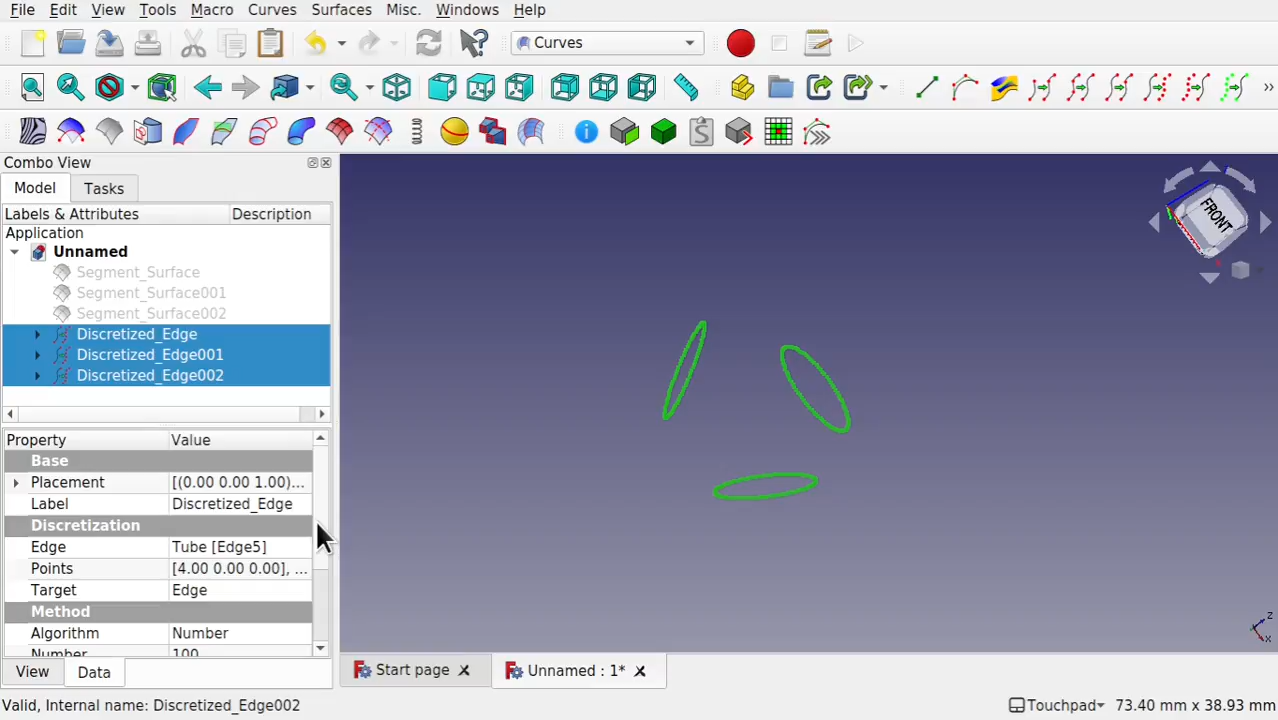 File Edit View Tools Macro Curves Surfaces Misc. Windows Help
Curves
»
Combo View
Model Tasks
Labels & Attributes Description
Application
Unnamed
Segment_Surface
Segment_Surface001
Segment_Surface002
Discretized_Edge
Discretized_Edge001
Discretized_Edge002
Property Value
Base
Placement [(0.00 0.00 1.00)...
Label Discretized_Edge
Discretization
Edge Tube [Edge5]
Points [4.00 0.00 0.00], ...
Target Edge
Method
Algorithm Number
Number 100
View Data
FRONT
Z
X
Start page Unnamed : 1*
Valid, Internal name: Discretized_Edge002
Touchpad 73.40 mm x 38.93 mm